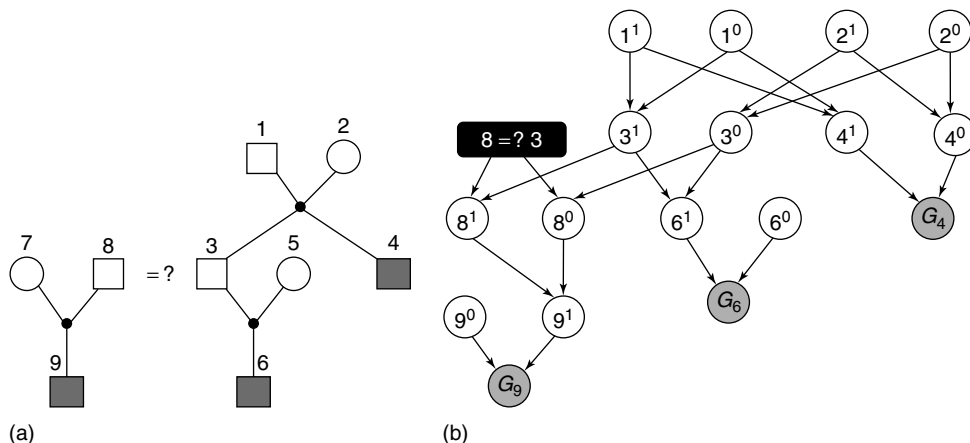 1 2
7 8 =? 3 5 4
9 6
(a)
1¹ 1⁰ 2¹ 2⁰
8 =? 3 3¹ 3⁰ 4¹ 4⁰
8¹ 8⁰ 6¹ 6⁰ G₄
9⁰ 9¹ G₆
G₉
(b)